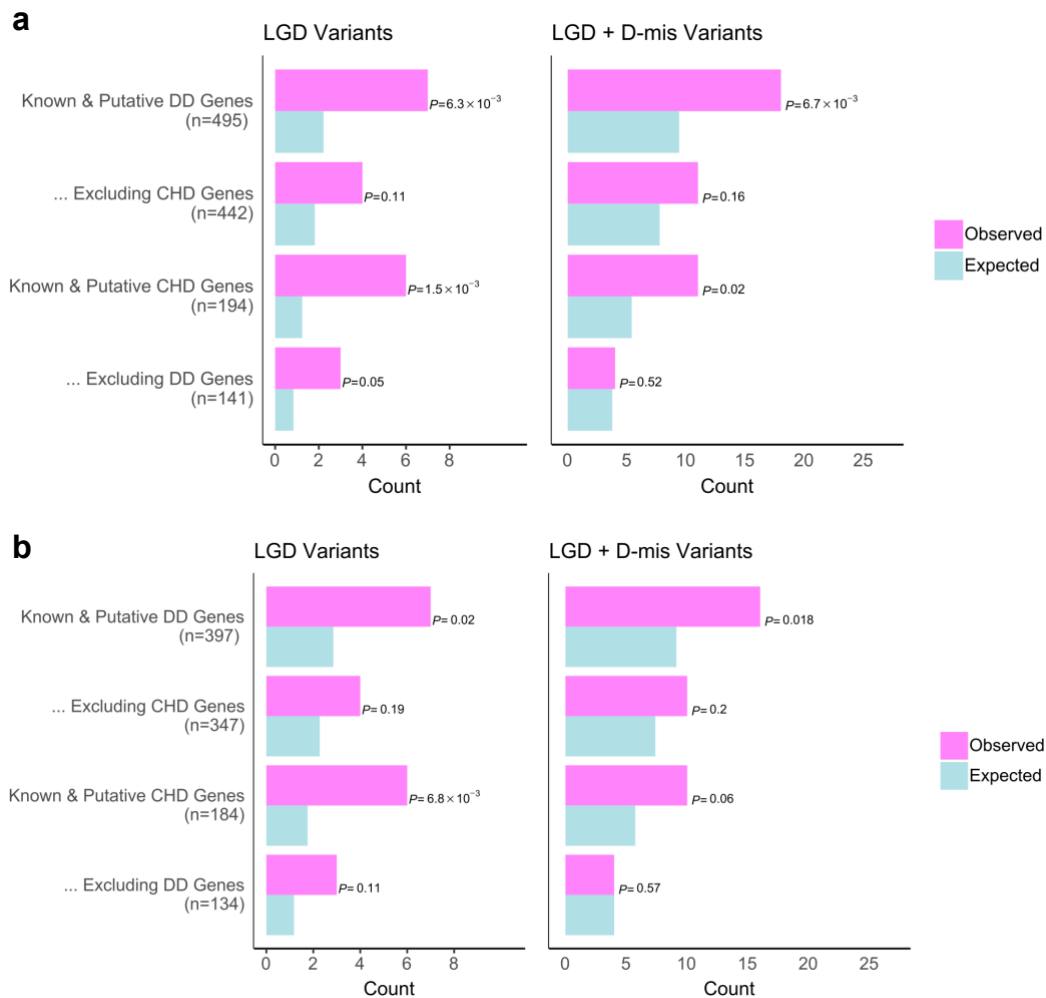 a
LGD Variants
LGD + D-mis Variants
Known & Putative DD Genes
(n=495)
P=6.3×10⁻³
P=6.7×10⁻³
... Excluding CHD Genes
(n=442)
P=0.11
P=0.16
Known & Putative CHD Genes
(n=194)
P=1.5×10⁻³
P=0.02
... Excluding DD Genes
(n=141)
P=0.05
P=0.52
Observed
Expected
0 2 4 6 8
0 5 10 15 20 25
Count
Count
b
LGD Variants
LGD + D-mis Variants
Known & Putative DD Genes
(n=397)
P= 0.02
P= 0.018
... Excluding CHD Genes
(n=347)
P= 0.19
P= 0.2
Known & Putative CHD Genes
(n=184)
P= 6.8×10⁻³
P= 0.06
... Excluding DD Genes
(n=134)
P= 0.11
P= 0.57
Observed
Expected
0 2 4 6 8
0 5 10 15 20 25
Count
Count